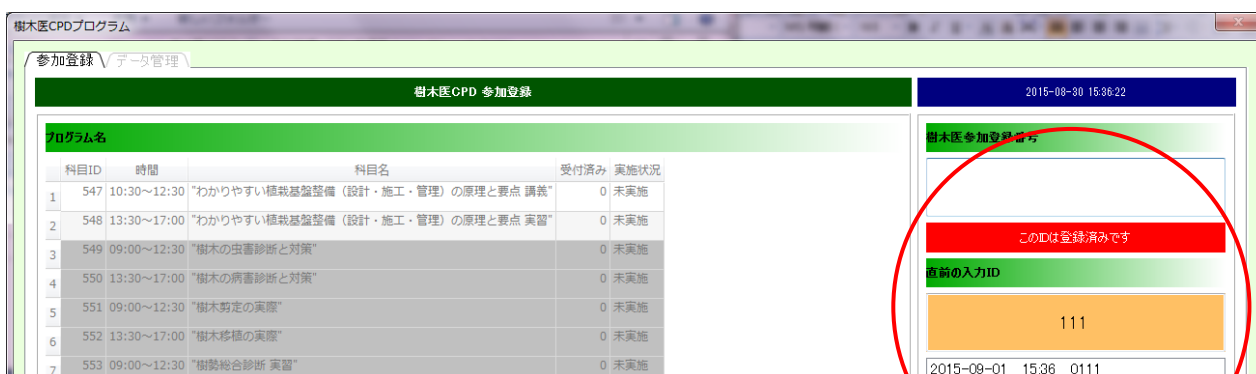 樹木医CPDプログラム
参加登録 データ管理
樹木医CPD 参加登録
2015-08-30 15:36:22
プログラム名
科目ID 時間 科目名 受付済み 実施状況
1 547 10:30～12:30 "わかりやすい植栽基盤整備（設計・施工・管理）の原理と要点 講義" 0 未実施
2 548 13:30～17:00 "わかりやすい植栽基盤整備（設計・施工・管理）の原理と要点 実習" 0 未実施
3 549 09:00～12:30 "樹木の虫害診断と対策" 0 未実施
4 550 13:30～17:00 "樹木の病害診断と対策" 0 未実施
5 551 09:00～12:30 "樹木剪定の実際" 0 未実施
6 552 13:30～17:00 "樹木移植の実際" 0 未実施
7 553 09:00～12:30 "樹勢総合診断 実習" 0 未実施
樹木医参加登録番号
このIDは登録済みです
直前の入力ID
111
2015-09-01 15:36 0111